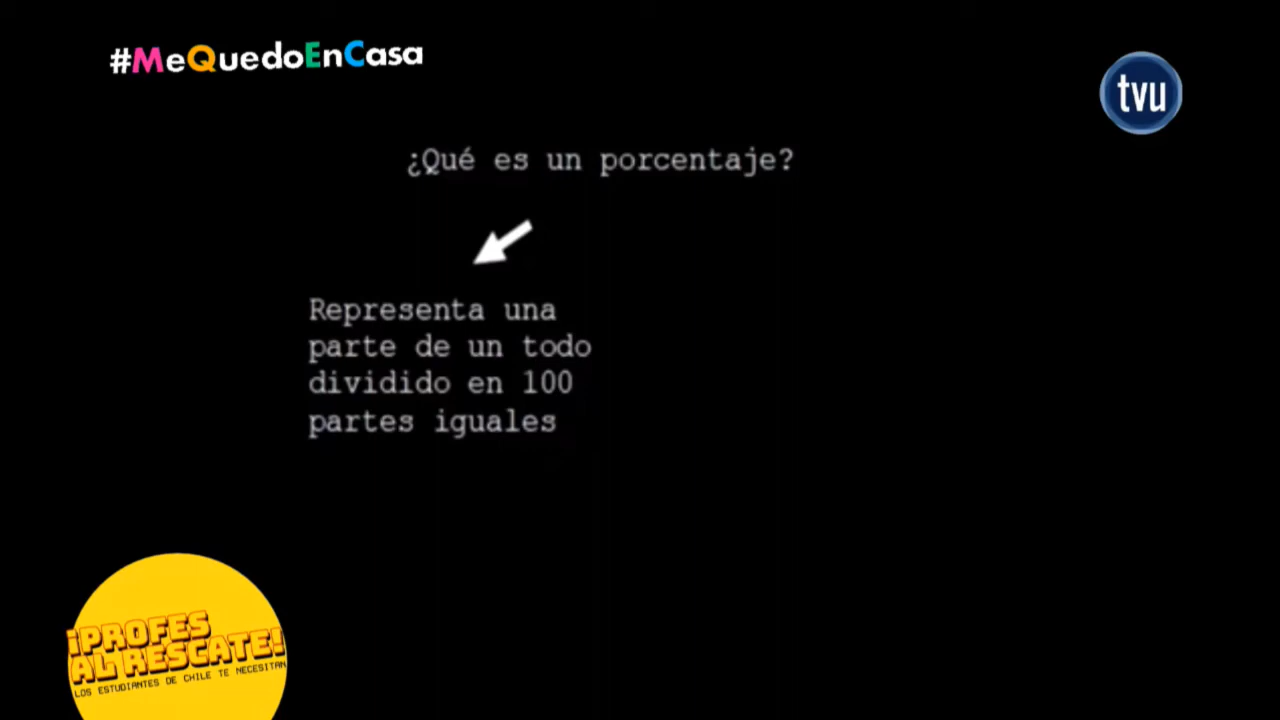 #MeQuedoEnCasa
tvu
¿Qué es un porcentaje?
Representa una
parte de un todo
dividido en 100
partes iguales
¡PROFES
AL RESCATE!
LOS ESTUDIANTES DE CHILE TE NECESITAN